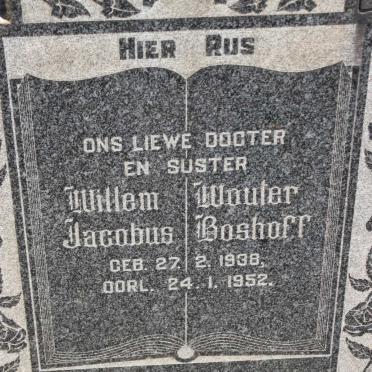 HIER RUS
ONS LIEWE DOGTER
EN SUSTER
Willem Wouter
Jacobus Boshoff
GEB. 27. 2. 1938.
OORL. 24. 1. 1952.